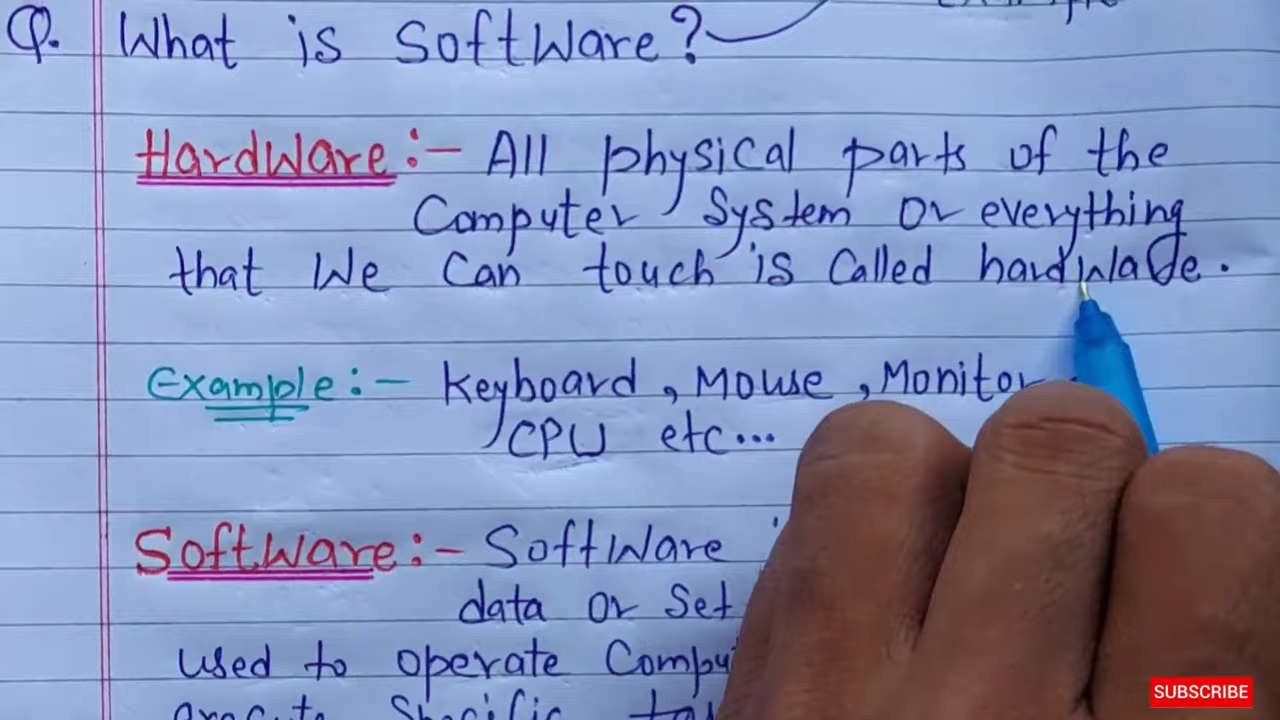 Q. What is Software?
Hardware:- All physical parts of the
Computer System or everything
that We Can touch is Called hardware.
Example:- Keyboard, Mouse, Monitor
CPU etc...
Software:- Software
data or Set
used to operate
Specific
SUBSCRIBE